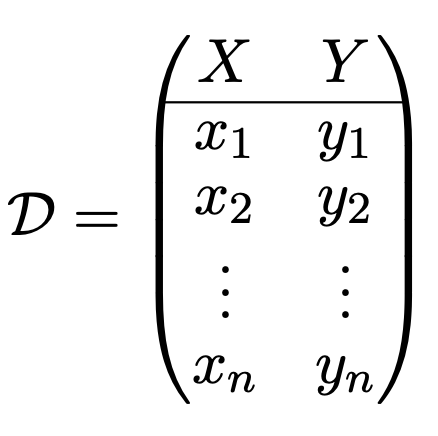 X Y
x₁ y₁
𝒟 = x₂ y₂
⋮ ⋮
xₙ yₙ